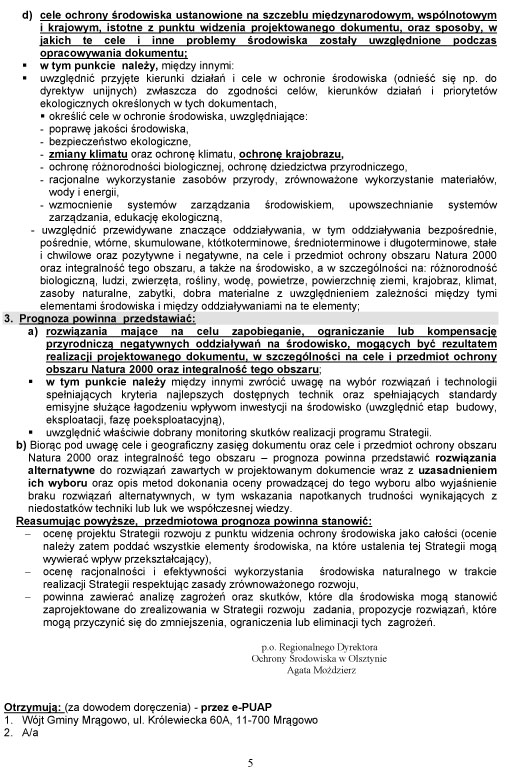 d) cele ochrony środowiska ustanowione na szczeblu międzynarodowym, wspólnotowym
i krajowym, istotne z punktu widzenia projektowanego dokumentu, oraz sposoby, w
jakich te cele i inne problemy środowiska zostały uwzględnione podczas
opracowywania dokumentu;
▪ w tym punkcie należy, między innymi:
▪ uwzględnić przyjęte kierunki działań i cele w ochronie środowiska (odnieść się np. do
dyrektyw unijnych) zwłaszcza do zgodności celów, kierunków działań i priorytetów
ekologicznych określonych w tych dokumentach,
▪ określić cele w ochronie środowiska, uwzględniające:
- poprawę jakości środowiska,
- bezpieczeństwo ekologiczne,
- zmiany klimatu oraz ochronę klimatu, ochronę krajobrazu,
- ochronę różnorodności biologicznej, ochronę dziedzictwa przyrodniczego,
- racjonalne wykorzystanie zasobów przyrody, zrównoważone wykorzystanie materiałów,
wody i energii,
- wzmocnienie systemów zarządzania środowiskiem, upowszechnianie systemów
zarządzania, edukację ekologiczną,
- uwzględnić przewidywane znaczące oddziaływania, w tym oddziaływania bezpośrednie,
pośrednie, wtórne, skumulowane, któtkoterminowe, średnioterminowe i długoterminowe, stałe
i chwilowe oraz pozytywne i negatywne, na cele i przedmiot ochrony obszaru Natura 2000
oraz integralność tego obszaru, a także na środowisko, a w szczególności na: różnorodność
biologiczną, ludzi, zwierzęta, rośliny, wodę, powietrze, powierzchnię ziemi, krajobraz, klimat,
zasoby naturalne, zabytki, dobra materialne z uwzględnieniem zależności między tymi
elementami środowiska i między oddziaływaniami na te elementy;
3. Prognoza powinna przedstawiać:
a) rozwiązania mające na celu zapobieganie, ograniczanie lub kompensację
przyrodniczą negatywnych oddziaływań na środowisko, mogących być rezultatem
realizacji projektowanego dokumentu, w szczególności na cele i przedmiot ochrony
obszaru Natura 2000 oraz integralność tego obszaru;
▪ w tym punkcie należy między innymi zwrócić uwagę na wybór rozwiązań i technologii
spełniających kryteria najlepszych dostępnych technik oraz spełniających standardy
emisyjne służące łagodzeniu wpływom inwestycji na środowisko (uwzględnić etap budowy,
eksploatacji, fazę poeksploatacyjną),
▪ uwzględnić właściwie dobrany monitoring skutków realizacji programu Strategii.
b) Biorąc pod uwagę cele i geograficzny zasięg dokumentu oraz cele i przedmiot ochrony obszaru
Natura 2000 oraz integralność tego obszaru – prognoza powinna przedstawić rozwiązania
alternatywne do rozwiązań zawartych w projektowanym dokumencie wraz z uzasadnieniem
ich wyboru oraz opis metod dokonania oceny prowadzącej do tego wyboru albo wyjaśnienie
braku rozwiązań alternatywnych, w tym wskazania napotkanych trudności wynikających z
niedostatków techniki lub luk we współczesnej wiedzy.
Reasumując powyższe, przedmiotowa prognoza powinna stanowić:
– ocenę projektu Strategii rozwoju z punktu widzenia ochrony środowiska jako całości (ocenie
należy zatem poddać wszystkie elementy środowiska, na które ustalenia tej Strategii mogą
wywierać wpływ przekształcający),
– ocenę racjonalności i efektywności wykorzystania środowiska naturalnego w trakcie
realizacji Strategii respektując zasady zrównoważonego rozwoju,
– powinna zawierać analizę zagrożeń oraz skutków, które dla środowiska mogą stanowić
zaprojektowane do zrealizowania w Strategii rozwoju zadania, propozycje rozwiązań, które
mogą przyczynić się do zmniejszenia, ograniczenia lub eliminacji tych zagrożeń.
p.o. Regionalnego Dyrektora
Ochrony Środowiska w Olsztynie
Agata Moździerz
Otrzymują: (za dowodem doręczenia) - przez e-PUAP
1. Wójt Gminy Mrągowo, ul. Królewiecka 60A, 11-700 Mrągowo
2. A/a
5